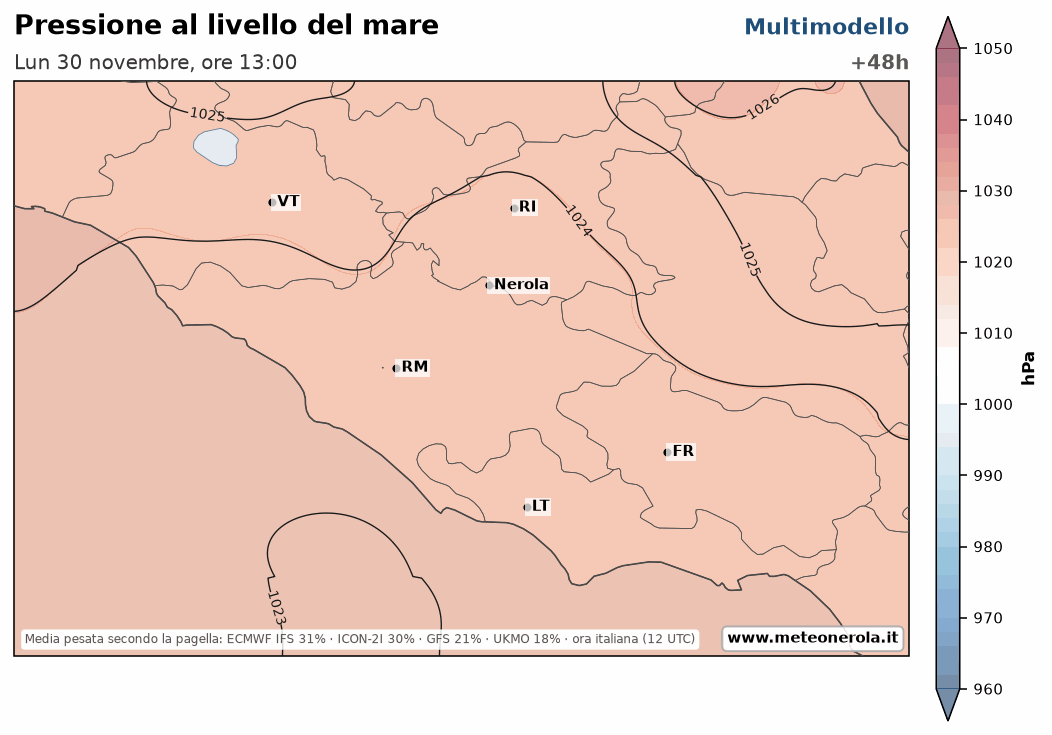 Pressione al livello del mare
Multimodello
Lun 30 novembre, ore 13:00
+48h
1050
1025
1026
1040
VT
RI
1024
1030
1025
1020
Nerola
1010
RM
hPa
1000
FR
990
LT
980
1023
970
Media pesata secondo la pagella: ECMWF IFS 31% · ICON-2I 30% · GFS 21% · UKMO 18% · ora italiana (12 UTC)
www.meteonerola.it
960